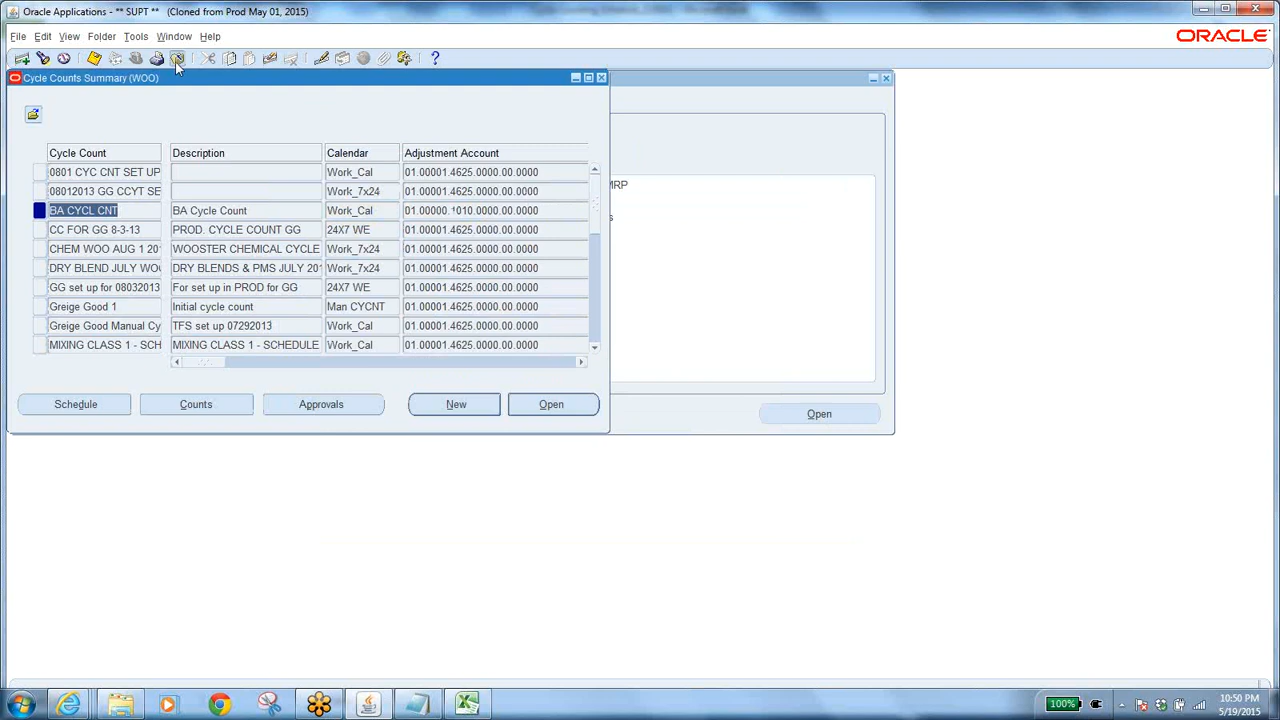 Oracle Applications - ** SUPT ** (Cloned from Prod May 01, 2015)
File Edit View Folder Tools Window Help
ORACLE
Cycle Counts Summary (WOO)
Cycle Count Description Calendar Adjustment Account
0801 CYC CNT SET UP Work_Cal 01.00001.4625.0000.00.0000
08012013 GG CCYT SE Work_7x24 01.00001.4625.0000.00.0000
MRP
BA CYCL CNT BA Cycle Count Work_Cal 01.00000.1010.0000.00.0000
s
CC FOR GG 8-3-13 PROD. CYCLE COUNT GG 24X7 WE 01.00001.4625.0000.00.0000
CHEM WOO AUG 1 20 WOOSTER CHEMICAL CYCLE Work_7x24 01.00001.4625.0000.00.0000
DRY BLEND JULY WO DRY BLENDS & PMS JULY 201 Work_7x24 01.00001.4625.0000.00.0000
GG set up for 08032013 For set up in PROD for GG 24X7 WE 01.00001.4625.0000.00.0000
Greige Good 1 Initial cycle count Man CYCNT 01.00001.4625.0000.00.0000
Greige Good Manual Cy TFS set up 07292013 Work_Cal 01.00001.4625.0000.00.0000
MIXING CLASS 1 - SCH MIXING CLASS 1 - SCHEDULE Work_Cal 01.00001.4625.0000.00.0000
Schedule Counts Approvals New Open
Open
100%
10:50 PM
5/19/2015